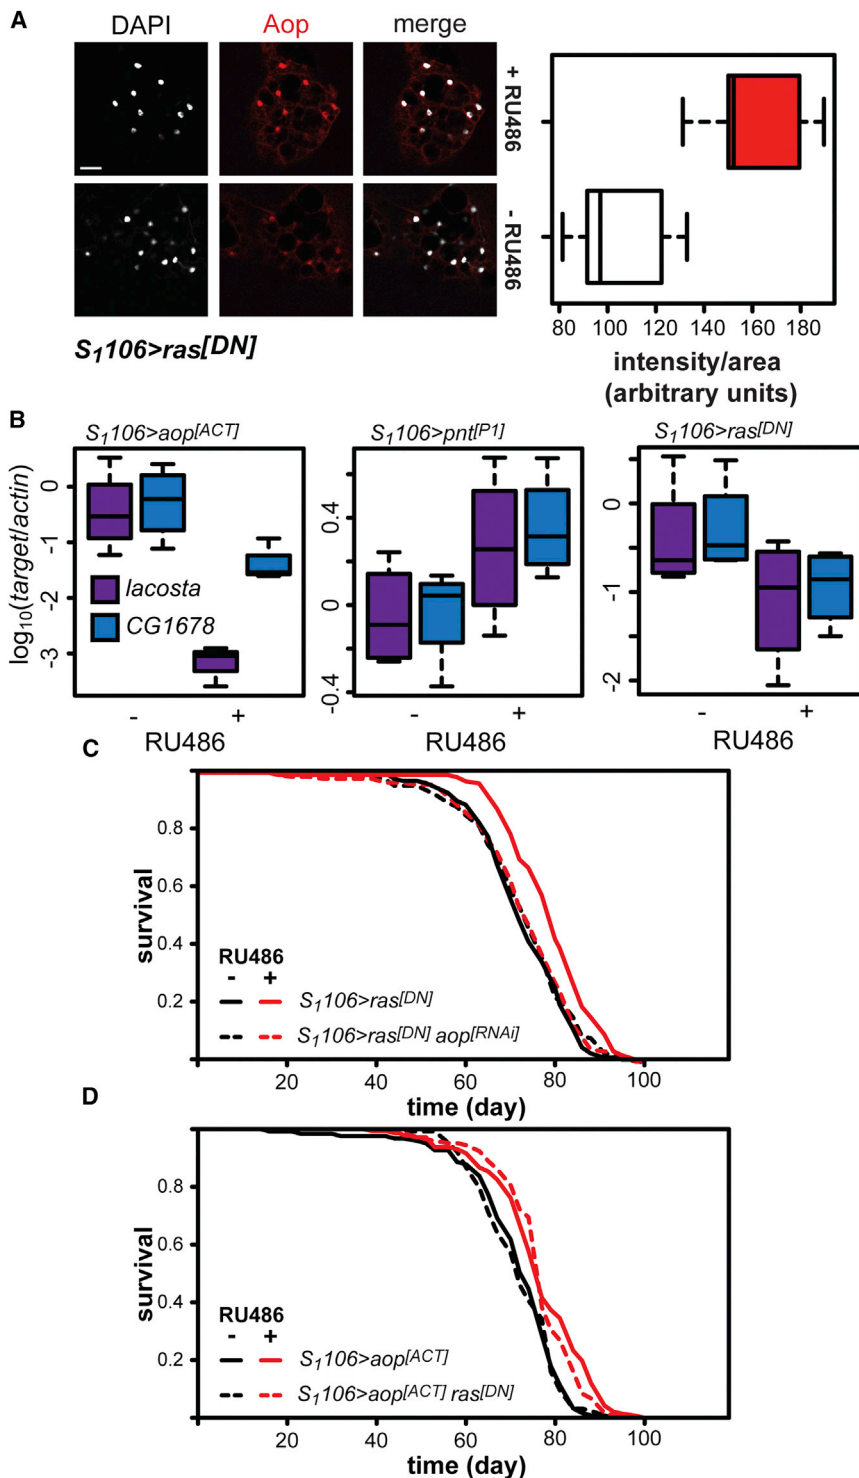 A
DAPI Aop merge
+ RU486
- RU486
80 100 120 140 160 180
intensity/area
(arbitrary units)
S1106>ras[DN]
B
S1106>aop[ACT]
S1106>pnt[P1]
S1106>ras[DN]
log10(target/actin)
0
-1
-2
-3
lacosta
CG1678
- +
RU486
0.4
0
-0.4
- +
RU486
0
-1
-2
- +
RU486
C
survival
0.8
0.6
0.4
0.2
RU486
- +
S1106>ras[DN]
S1106>ras[DN] aop[RNAi]
20 40 60 80 100
time (day)
D
survival
0.8
0.6
0.4
0.2
RU486
- +
S1106>aop[ACT]
S1106>aop[ACT] ras[DN]
20 40 60 80 100
time (day)